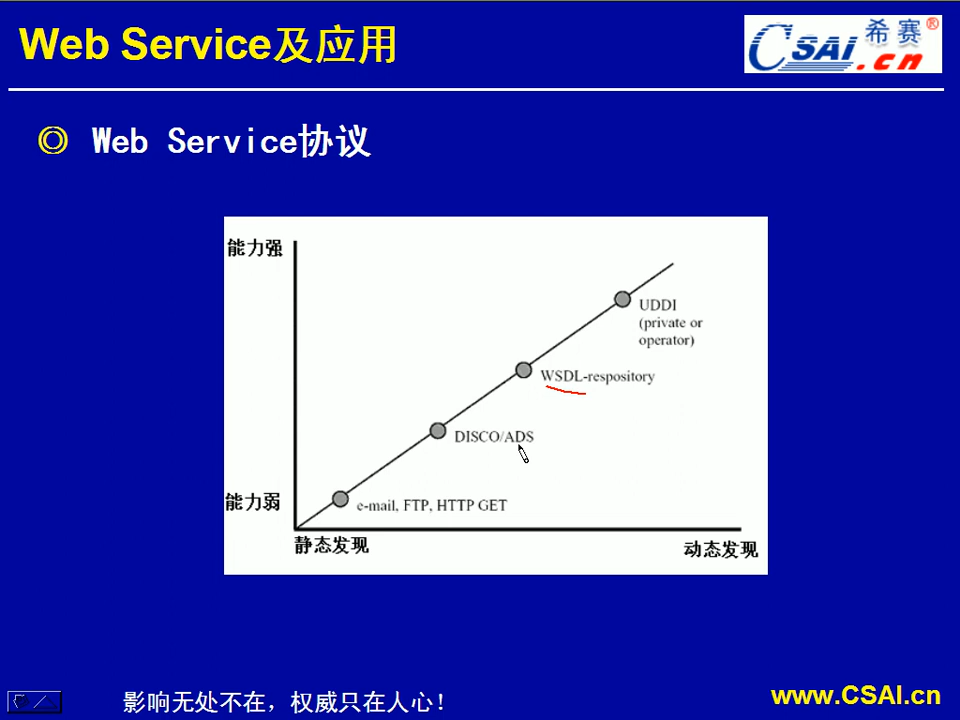 Web Service及应用
CSAI.cn 希赛®
◎ Web Service协议
能力强
UDDI
(private or
operator)
WSDL-respository
DISCO/ADS
能力弱
e-mail, FTP, HTTP GET
静态发现
动态发现
影响无处不在，权威只在人心！
www.CSAI.cn